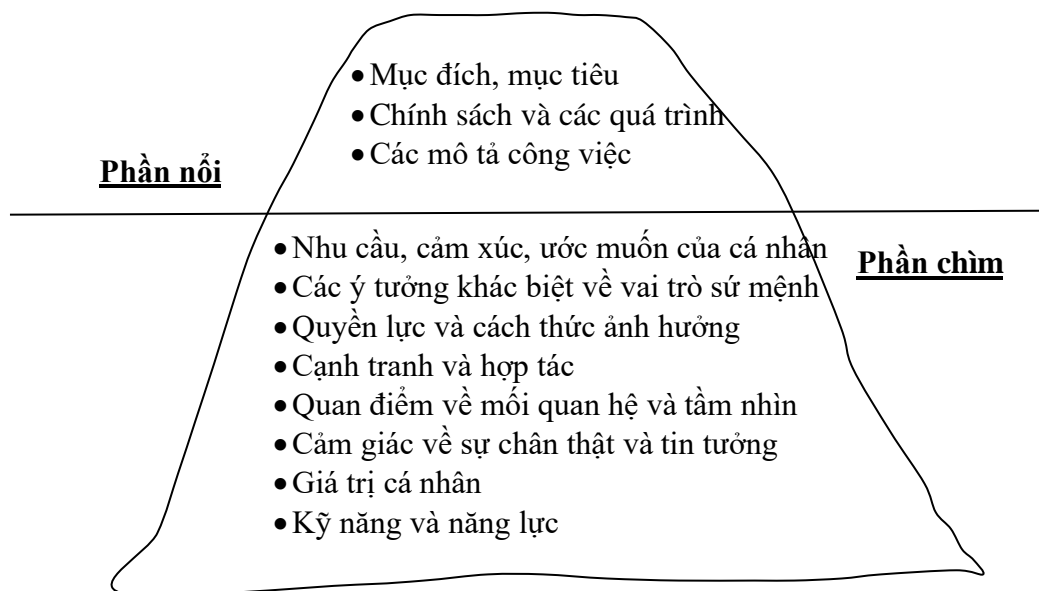 • Mục đích, mục tiêu
• Chính sách và các quá trình
• Các mô tả công việc
Phần nổi
• Nhu cầu, cảm xúc, ước muốn của cá nhân
Phần chìm
• Các ý tưởng khác biệt về vai trò sứ mệnh
• Quyền lực và cách thức ảnh hưởng
• Cạnh tranh và hợp tác
• Quan điểm về mối quan hệ và tầm nhìn
• Cảm giác về sự chân thật và tin tưởng
• Giá trị cá nhân
• Kỹ năng và năng lực